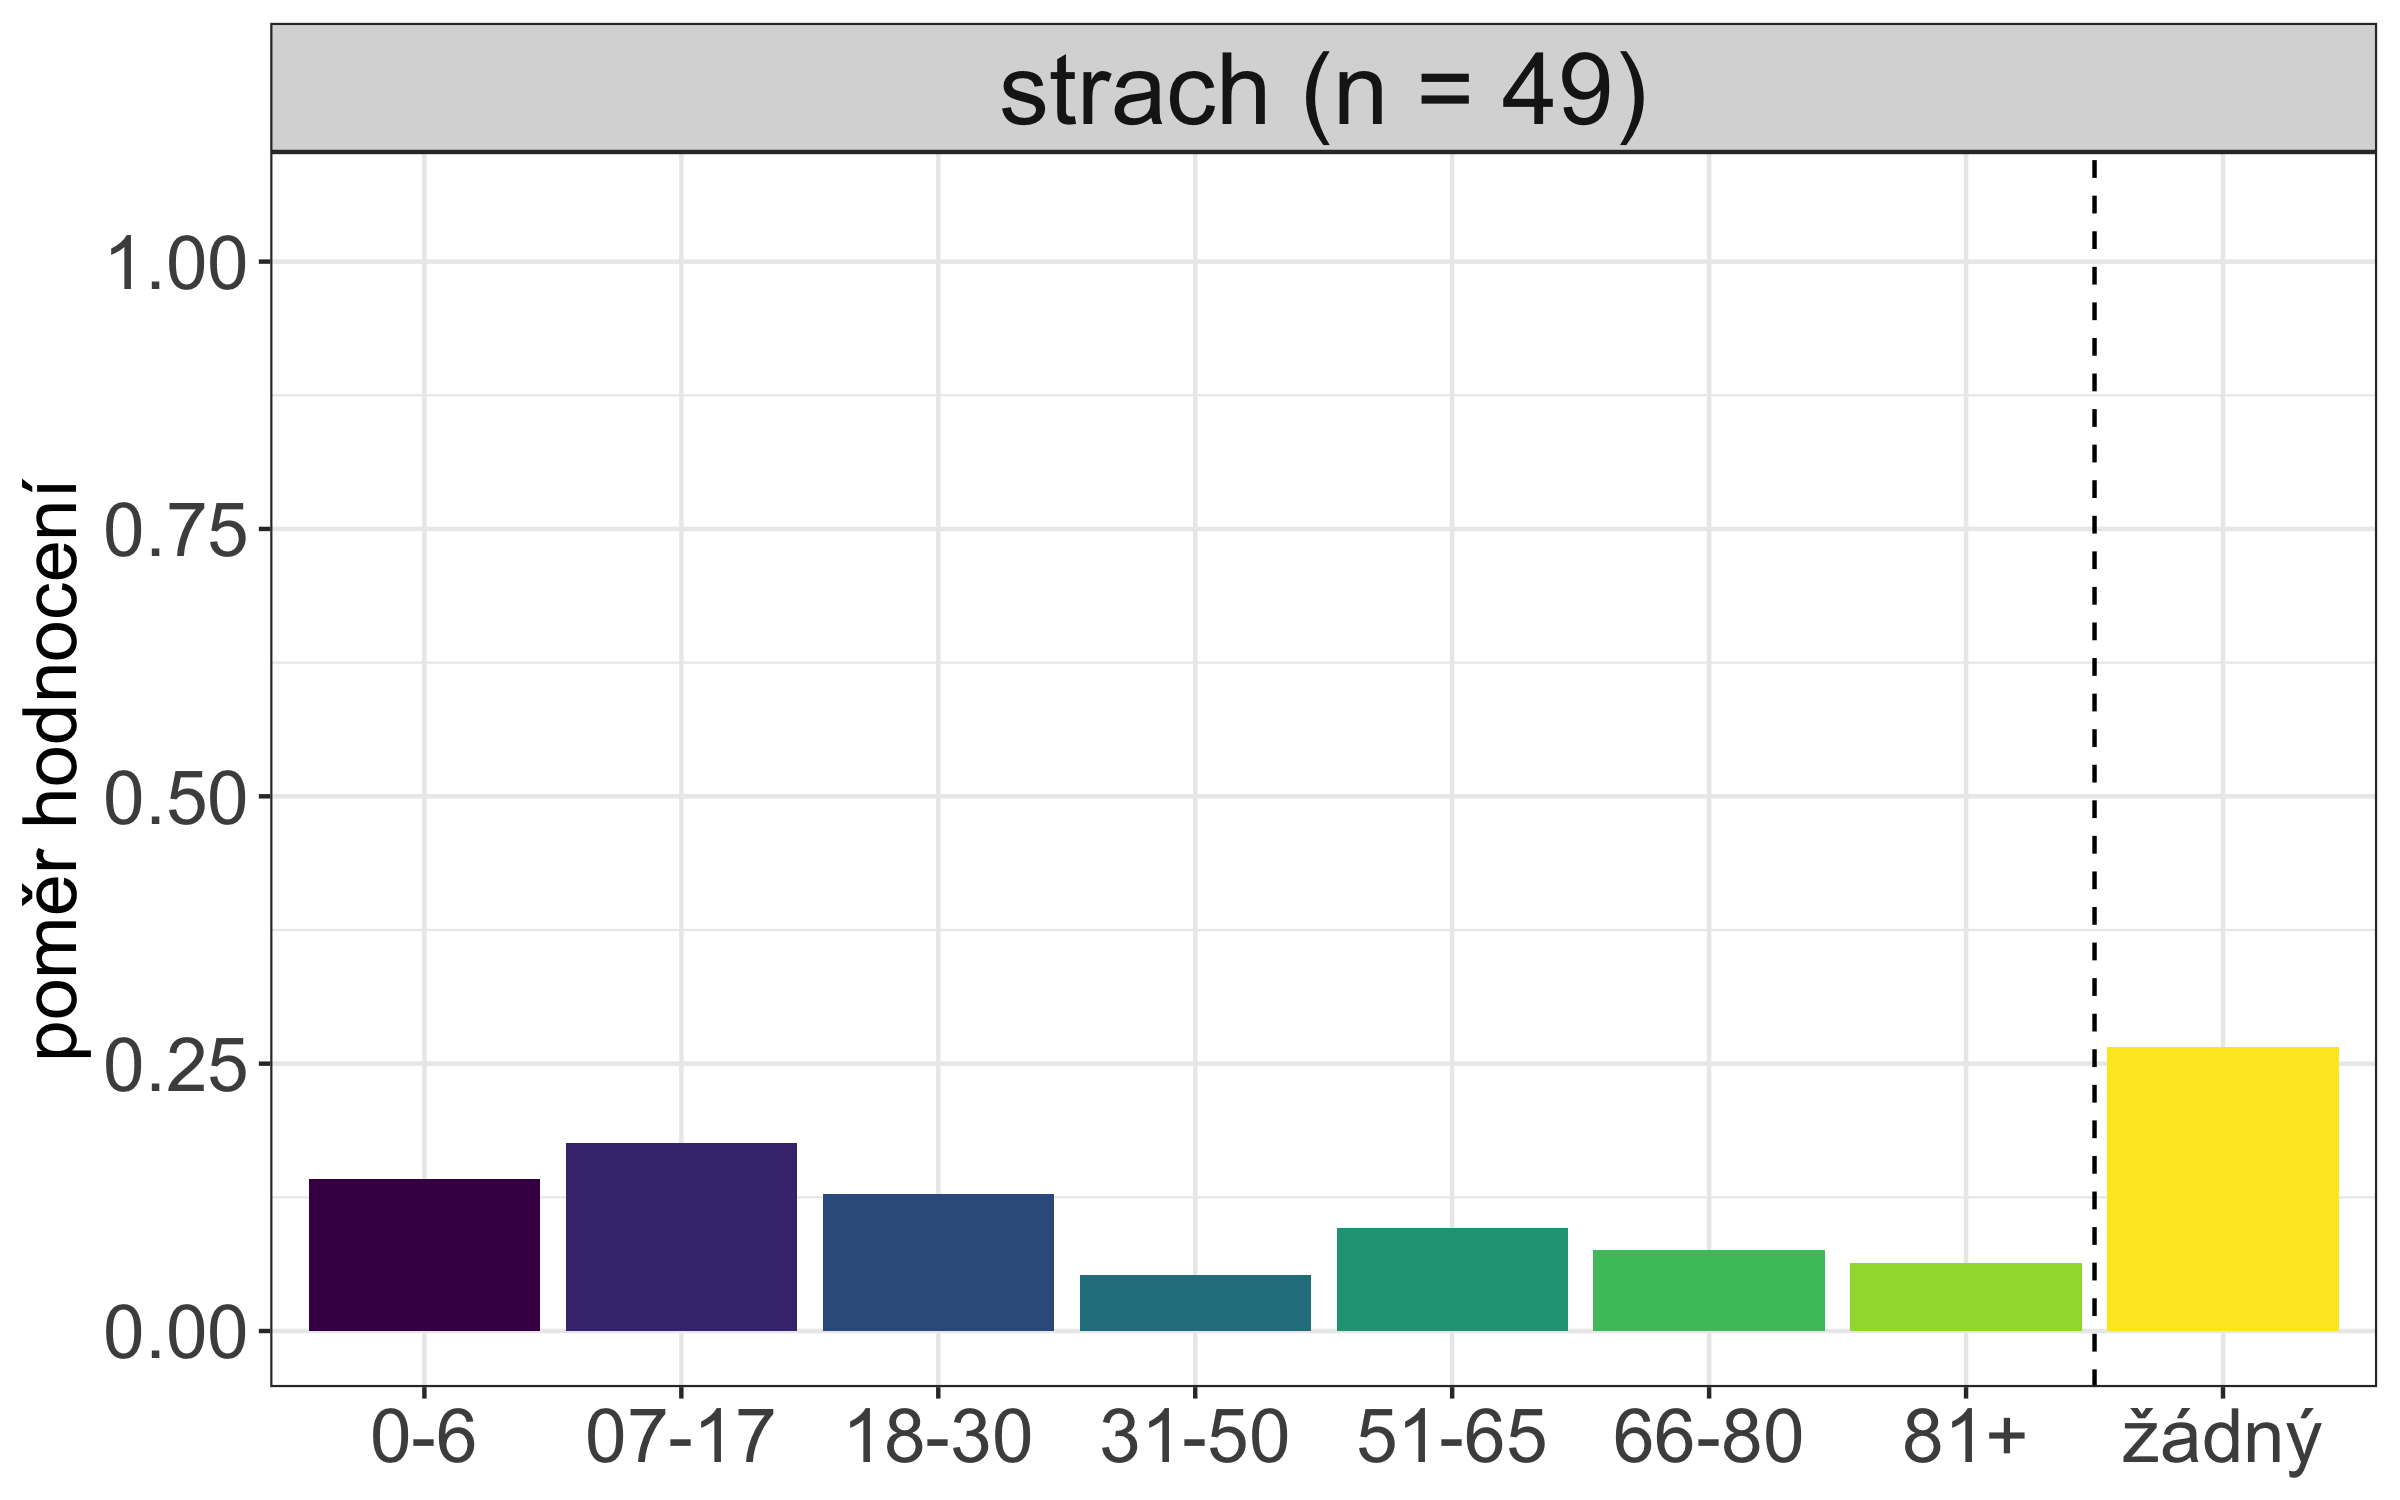 strach (n = 49)
poměr hodnocení
1.00
0.75
0.50
0.25
0.00
0-6 07-17 18-30 31-50 51-65 66-80 81+ žádný